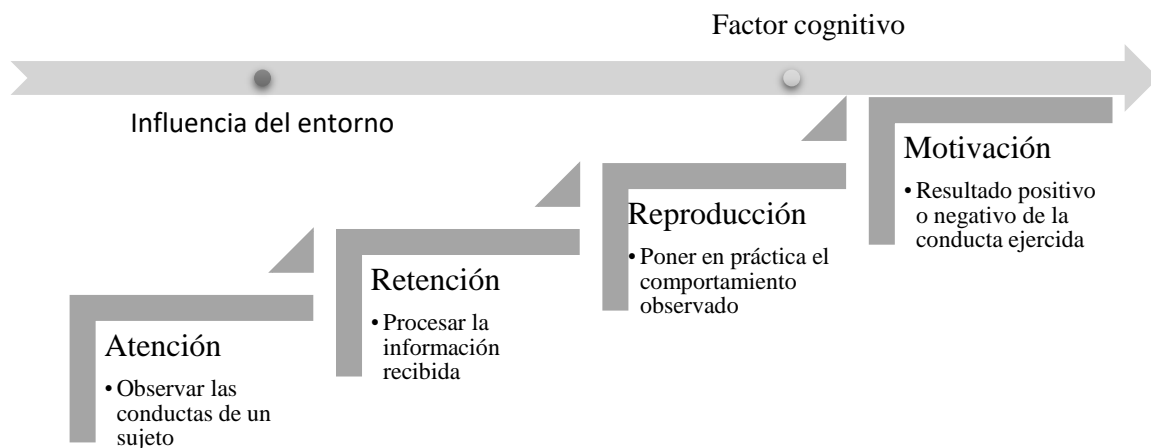 Factor cognitivo
Influencia del entorno
Atención
• Observar las
conductas de un
sujeto
Retención
• Procesar la
información
recibida
Reproducción
• Poner en práctica el
comportamiento
observado
Motivación
• Resultado positivo
o negativo de la
conducta ejercida